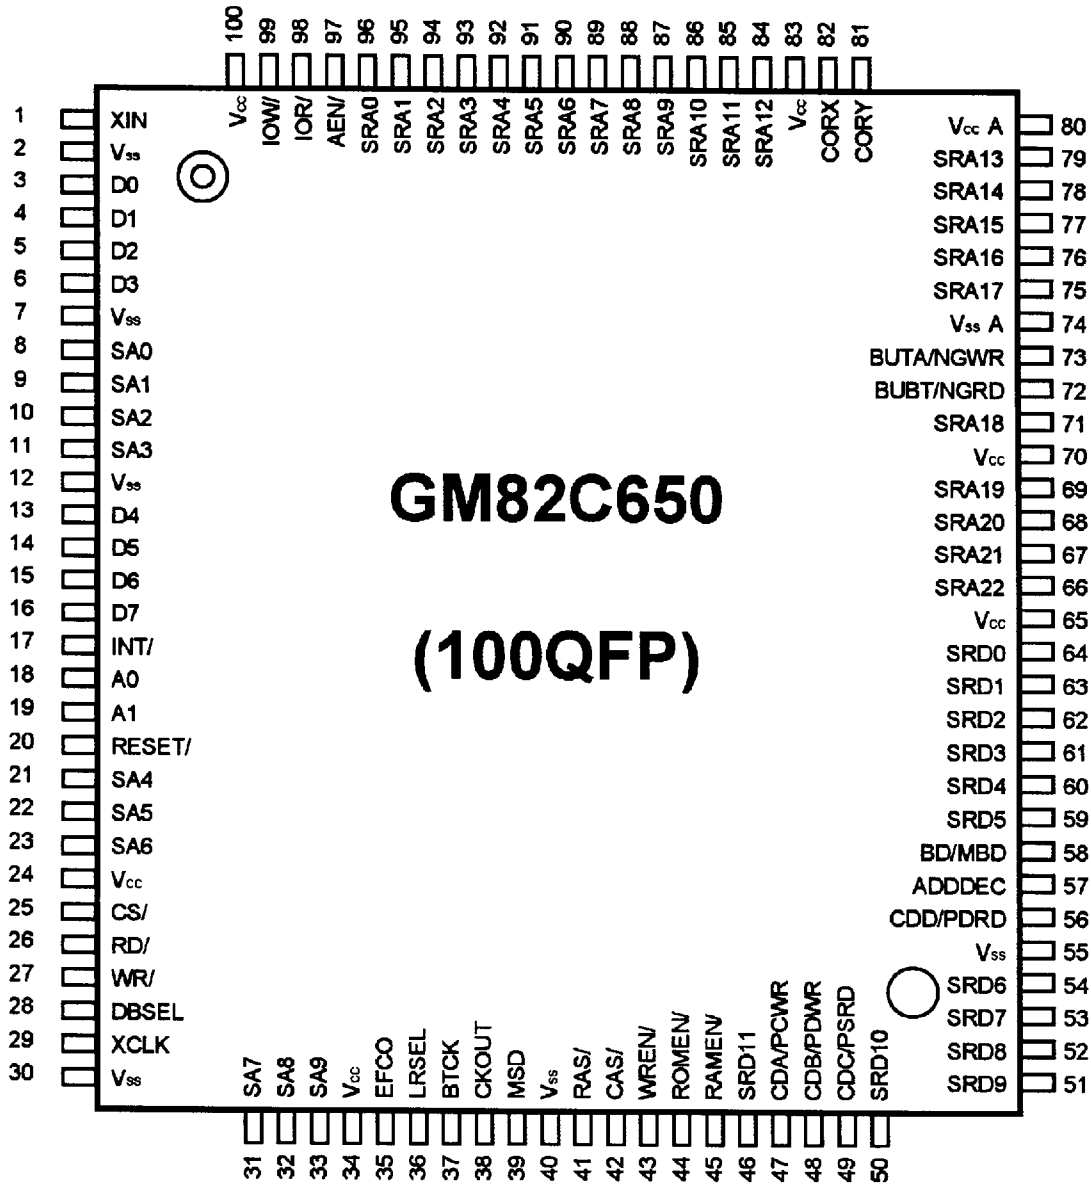 100 99 98 97 96 95 94 93 92 91 90 89 88 87 86 85 84 83 82 81
Vcc IOW/ IOR/ AEN/ SRA0 SRA1 SRA2 SRA3 SRA4 SRA5 SRA6 SRA7 SRA8 SRA9 SRA10 SRA11 SRA12 Vcc CORX CORY
1 XIN
2 Vss
3 D0
4 D1
5 D2
6 D3
7 Vss
8 SA0
9 SA1
10 SA2
11 SA3
12 Vss
13 D4
14 D5
15 D6
16 D7
17 INT/
18 A0
19 A1
20 RESET/
21 SA4
22 SA5
23 SA6
24 Vcc
25 CS/
26 RD/
27 WR/
28 DBSEL
29 XCLK
30 Vss
GM82C650
(100QFP)
Vcc A 80
SRA13 79
SRA14 78
SRA15 77
SRA16 76
SRA17 75
Vss A 74
BUTA/NGWR 73
BUBT/NGRD 72
SRA18 71
Vcc 70
SRA19 69
SRA20 68
SRA21 67
SRA22 66
Vcc 65
SRD0 64
SRD1 63
SRD2 62
SRD3 61
SRD4 60
SRD5 59
BD/MBD 58
ADDDEC 57
CDD/PDRD 56
Vss 55
SRD6 54
SRD7 53
SRD8 52
SRD9 51
SA7 SA8 SA9 Vcc EFCO LRSEL BTCK CKOUT MSD Vss RAS/ CAS/ WREN/ ROMEN/ RAMEN/ SRD11 CDA/PCWR CDB/PDWR CDC/PSRD SRD10
31 32 33 34 35 36 37 38 39 40 41 42 43 44 45 46 47 48 49 50